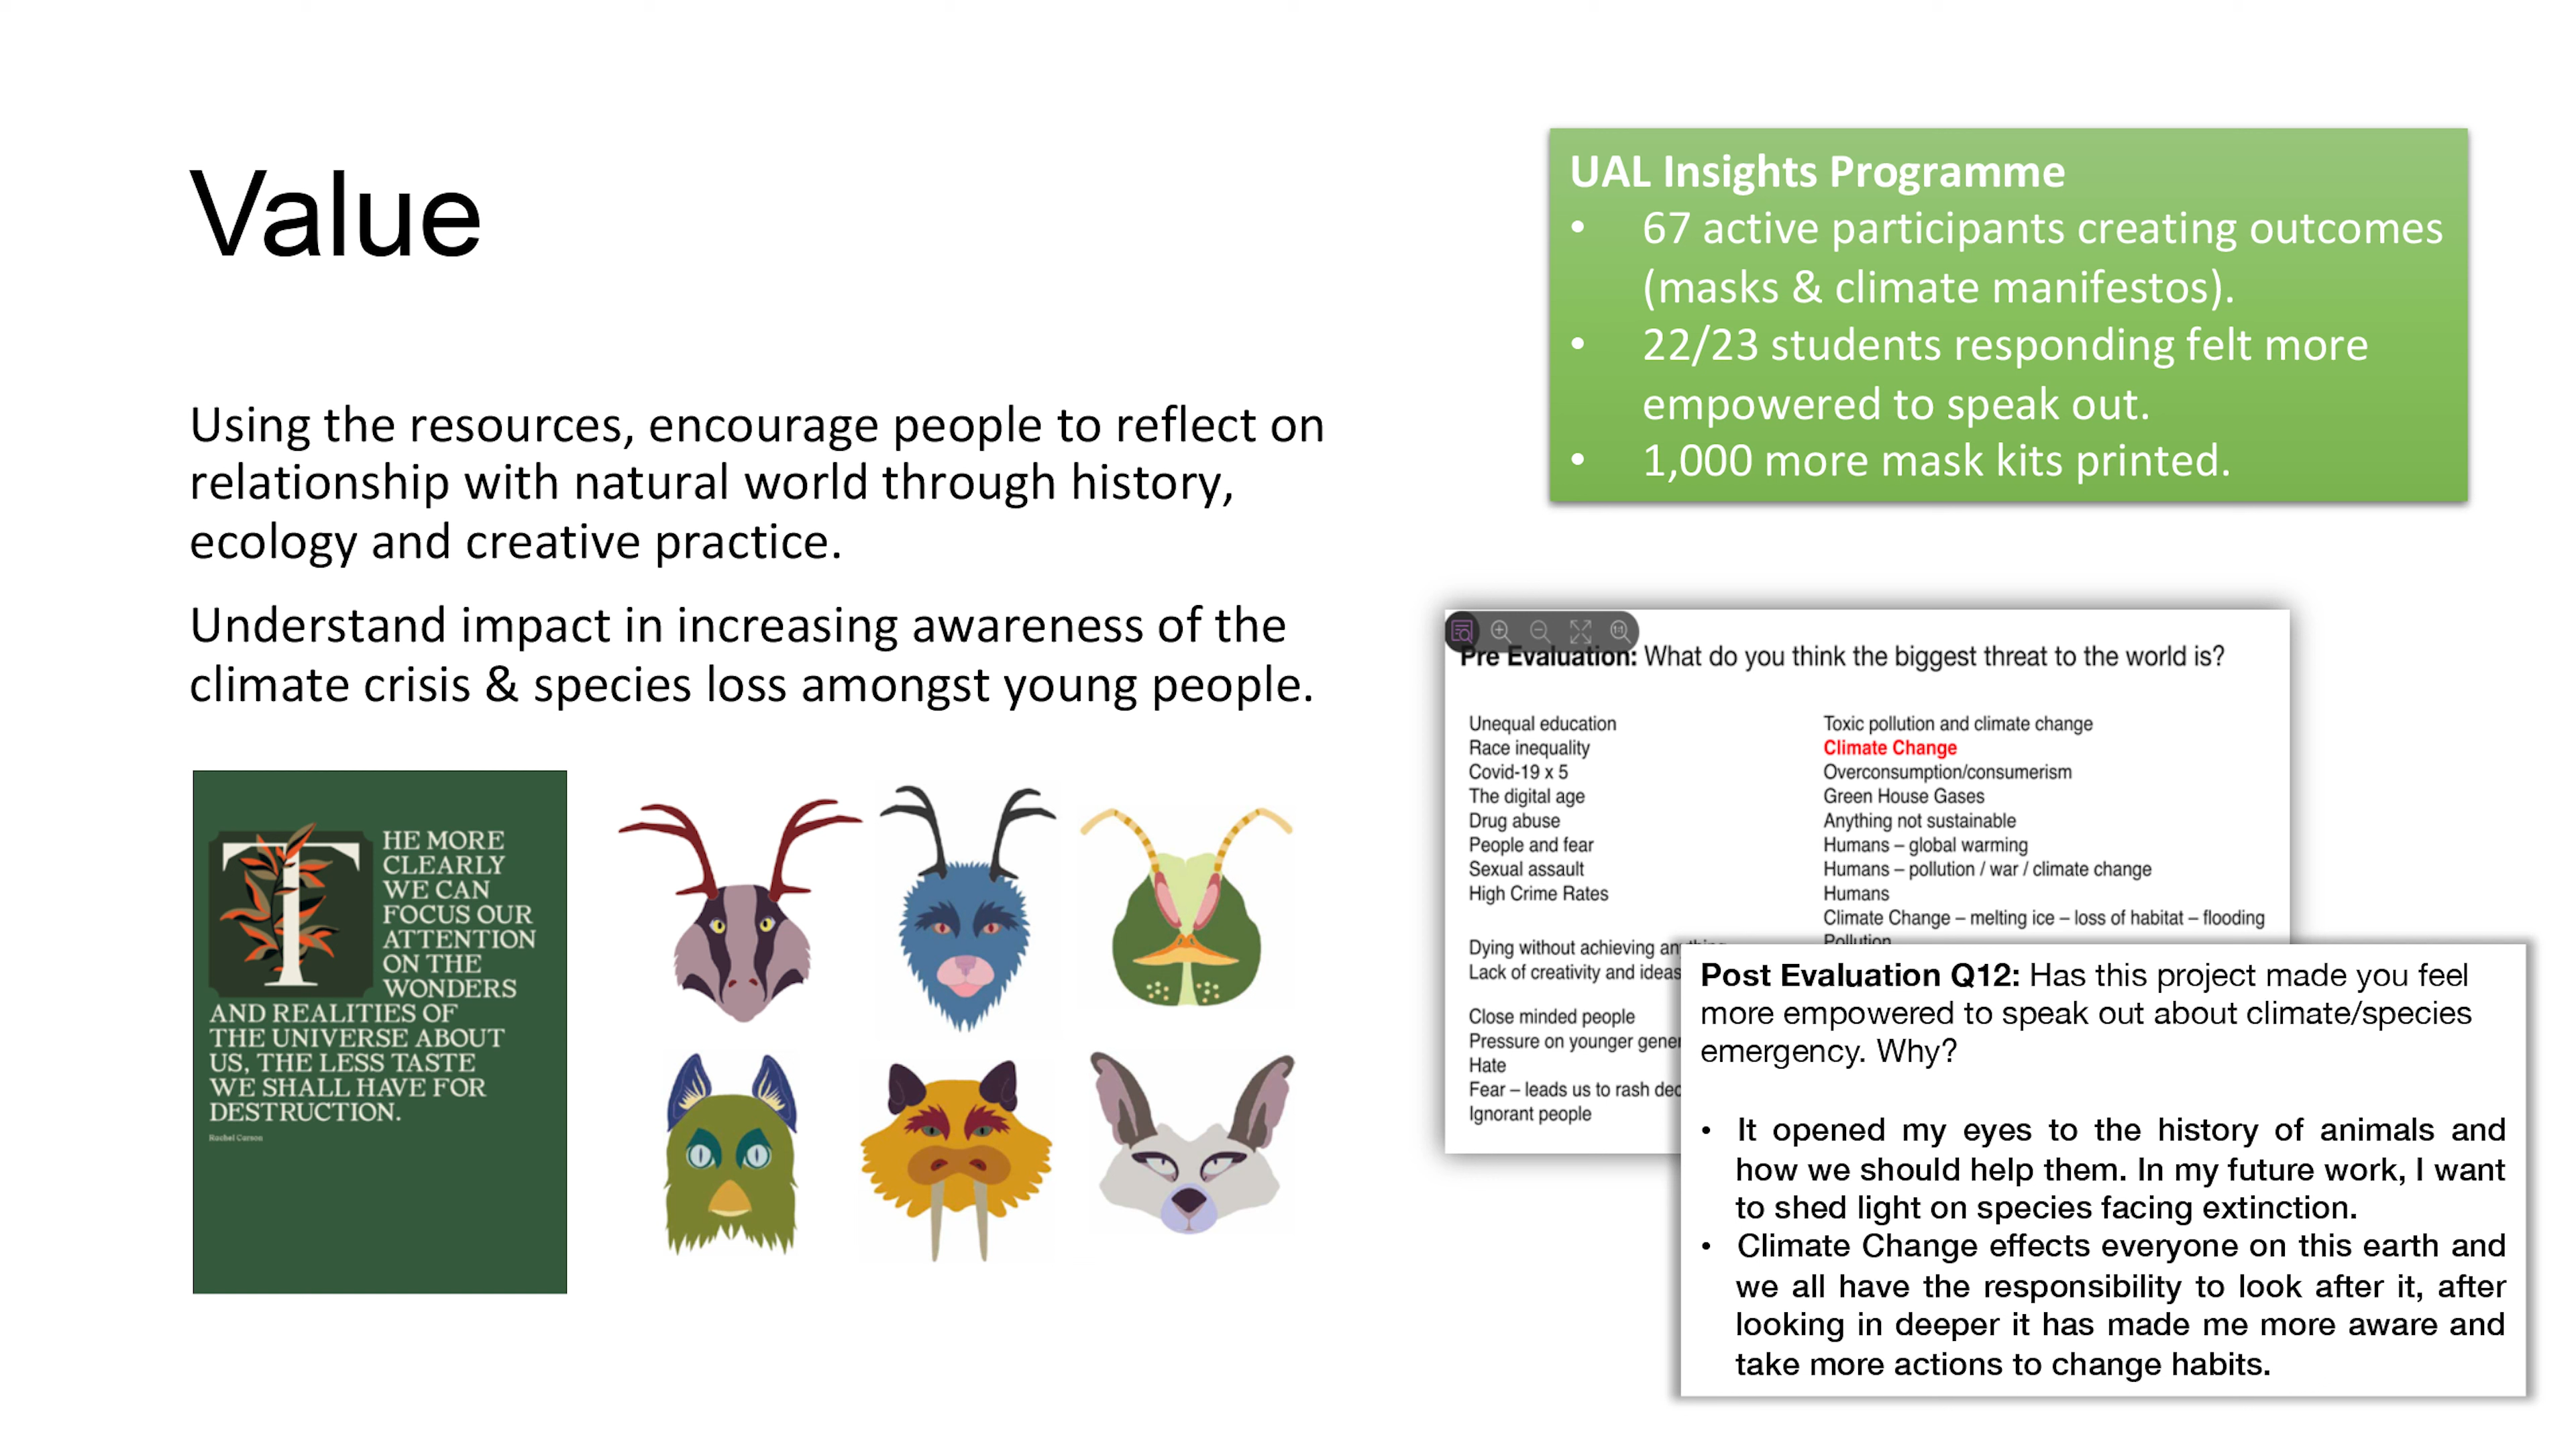 Value
Using the resources, encourage people to reflect on
relationship with natural world through history,
ecology and creative practice.
Understand impact in increasing awareness of the
climate crisis & species loss amongst young people.
THE MORE
CLEARLY
WE CAN
FOCUS OUR
ATTENTION
ON THE
WONDERS
AND REALITIES OF
THE UNIVERSE ABOUT
US, THE LESS TASTE
WE SHALL HAVE FOR
DESTRUCTION.
Rachel Carson
UAL Insights Programme
• 67 active participants creating outcomes
(masks & climate manifestos).
• 22/23 students responding felt more
empowered to speak out.
• 1,000 more mask kits printed.
Pre Evaluation: What do you think the biggest threat to the world is?
Unequal education
Race inequality
Covid-19 x 5
The digital age
Drug abuse
People and fear
Sexual assault
High Crime Rates
Dying without achieving
Lack of creativity and ideas
Close minded people
Pressure on younger
Hate
Fear – leads us to rash
Ignorant people
Toxic pollution and climate change
Climate Change
Overconsumption/consumerism
Green House Gases
Anything not sustainable
Humans – global warming
Humans – pollution / war / climate change
Humans
Climate Change – melting ice – loss of habitat – flooding
Pollution
Post Evaluation Q12: Has this project made you feel
more empowered to speak out about climate/species
emergency. Why?
• It opened my eyes to the history of animals and
how we should help them. In my future work, I want
to shed light on species facing extinction.
• Climate Change effects everyone on this earth and
we all have the responsibility to look after it, after
looking in deeper it has made me more aware and
take more actions to change habits.